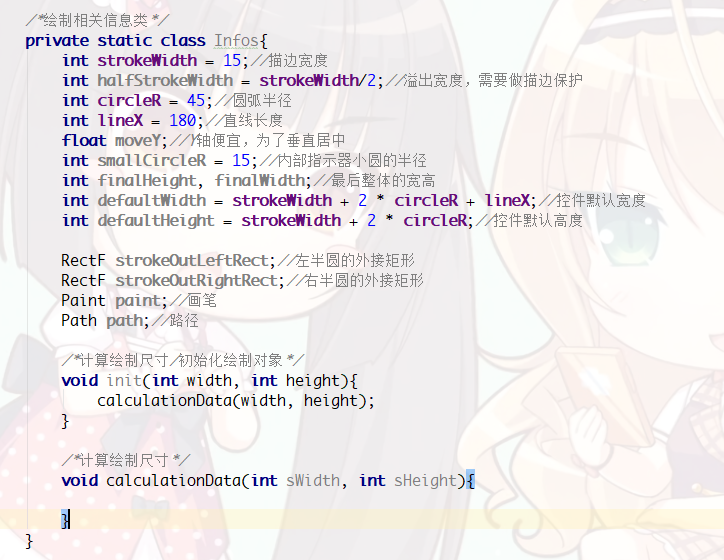 /*绘制相关信息类*/
private static class Infos{
int strokeWidth = 15;//描边宽度
int halfStrokeWidth = strokeWidth/2;//溢出宽度，需要做描边保护
int circleR = 45;//圆弧半径
int lineX = 180;//直线长度
float moveY;//Y轴便宜，为了垂直居中
int smallCircleR = 15;//内部指示器小圆的半径
int finalHeight, finalWidth;//最后整体的宽高
int defaultWidth = strokeWidth + 2 * circleR + lineX;//控件默认宽度
int defaultHeight = strokeWidth + 2 * circleR;//控件默认高度
RectF strokeOutLeftRect;//左半圆的外接矩形
RectF strokeOutRightRect;//右半圆的外接矩形
Paint paint;//画笔
Path path;//路径
/*计算绘制尺寸/初始化绘制对象*/
void init(int width, int height){
calculationData(width, height);
}
/*计算绘制尺寸*/
void calculationData(int sWidth, int sHeight){
}
}